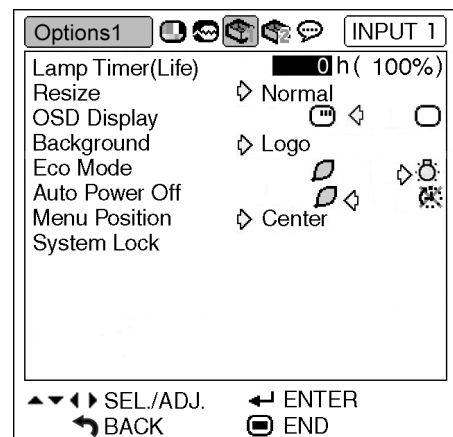 Options1 INPUT 1
Lamp Timer(Life) 0 h ( 100%)
Resize Normal
OSD Display
Background Logo
Eco Mode
Auto Power Off
Menu Position Center
System Lock
SEL./ADJ. ENTER
BACK END